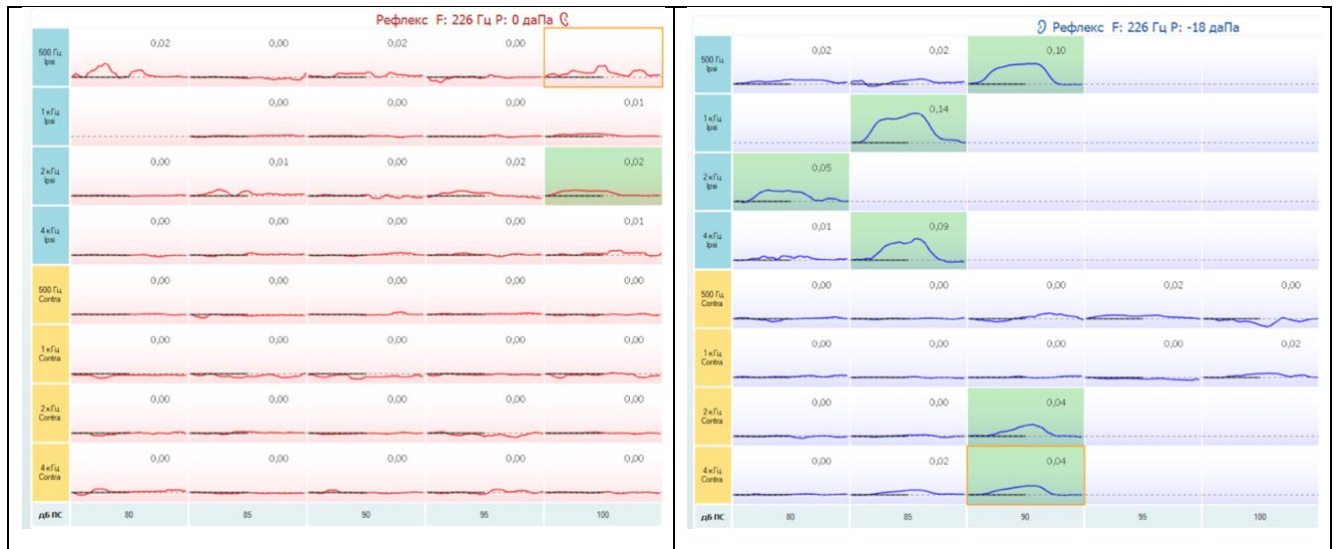 Рефлекс F: 226 Гц P: 0 даПа
500 Гц Ipsi 0,02 0,00 0,02 0,00
1 кГц Ipsi 0,00 0,00 0,00 0,01
2 кГц Ipsi 0,00 0,01 0,00 0,02 0,02
4 кГц Ipsi 0,00 0,00 0,00 0,00 0,01
500 Гц Contra 0,00 0,00 0,00 0,00 0,00
1 кГц Contra 0,00 0,00 0,00 0,00 0,00
2 кГц Contra 0,00 0,00 0,00 0,00 0,00
4 кГц Contra 0,00 0,00 0,00 0,00 0,00
дБ ПС 80 85 90 95 100
Рефлекс F: 226 Гц P: -18 даПа
500 Гц Ipsi 0,02 0,02 0,10
1 кГц Ipsi 0,14
2 кГц Ipsi 0,05
4 кГц Ipsi 0,01 0,09
500 Гц Contra 0,00 0,00 0,00 0,02 0,00
1 кГц Contra 0,00 0,00 0,00 0,00 0,02
2 кГц Contra 0,00 0,00 0,04
4 кГц Contra 0,00 0,02 0,04
дБ ПС 80 85 90 95 100